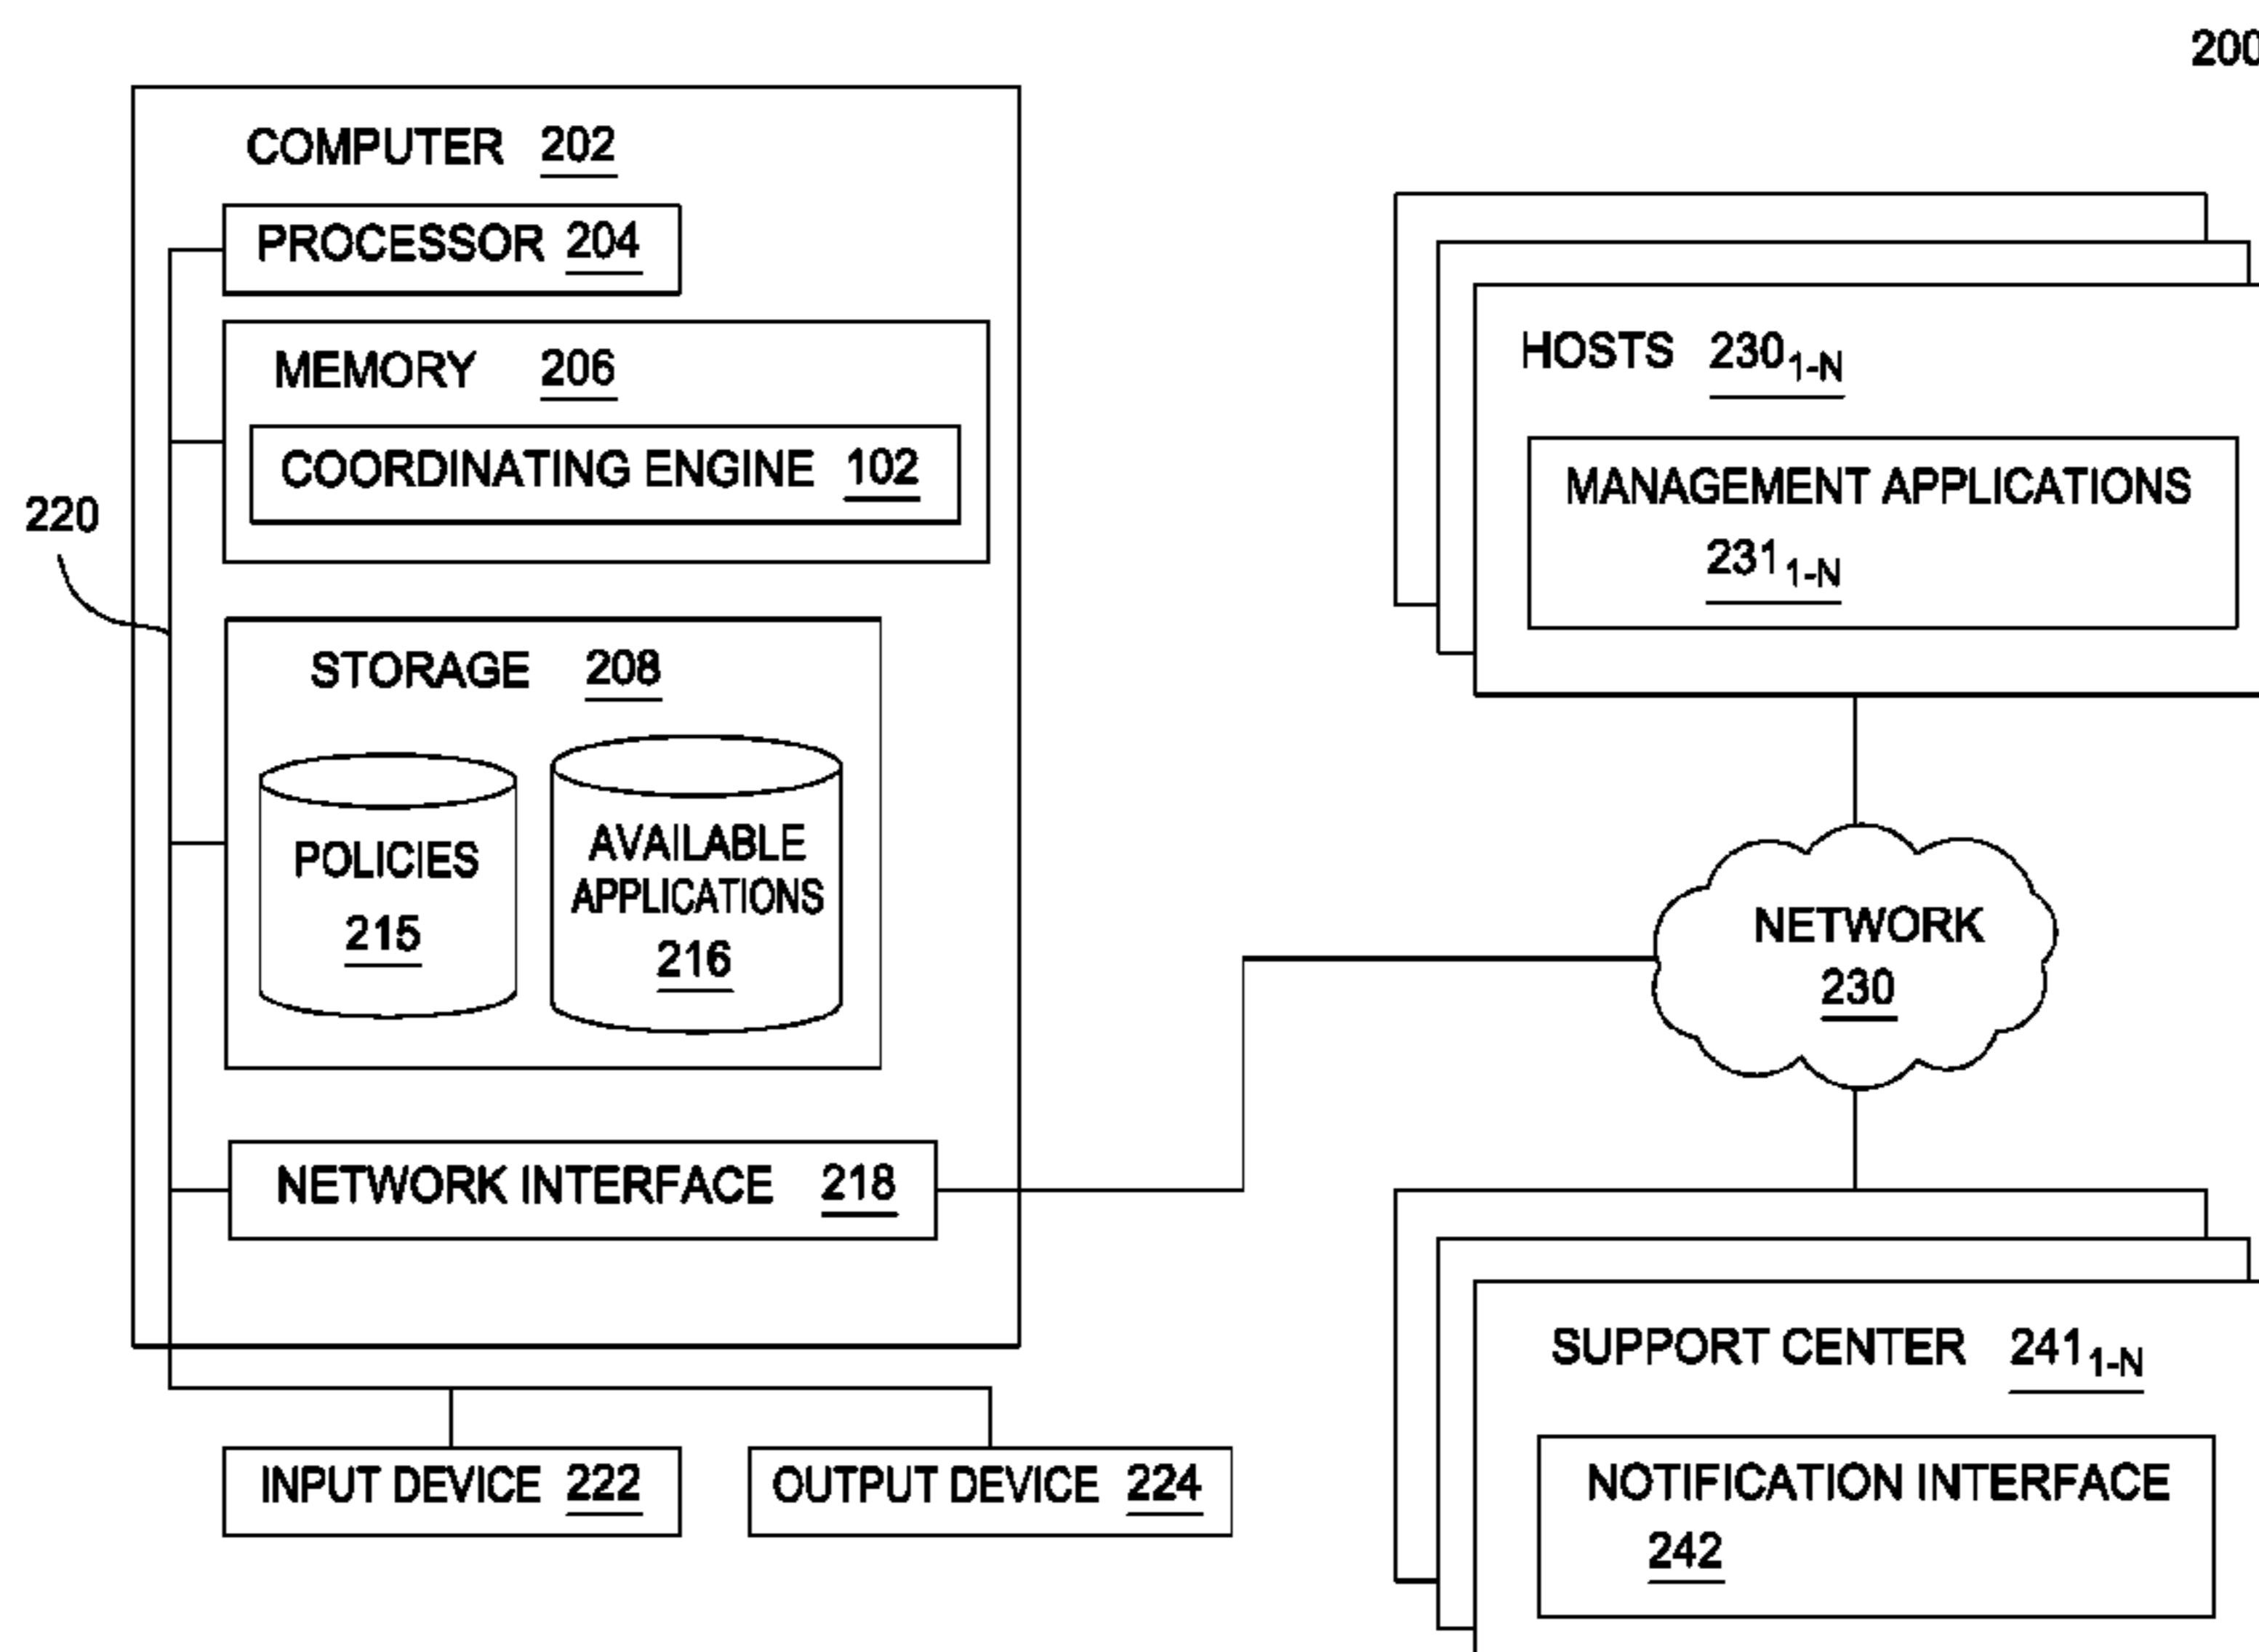 200
COMPUTER 202
PROCESSOR 204
MEMORY 206
COORDINATING ENGINE 102
220
STORAGE 208
POLICIES
215
AVAILABLE
APPLICATIONS
216
NETWORK INTERFACE 218
INPUT DEVICE 222
OUTPUT DEVICE 224
HOSTS 230₁₋N
MANAGEMENT APPLICATIONS
231₁₋N
NETWORK
230
SUPPORT CENTER 241₁₋N
NOTIFICATION INTERFACE
242